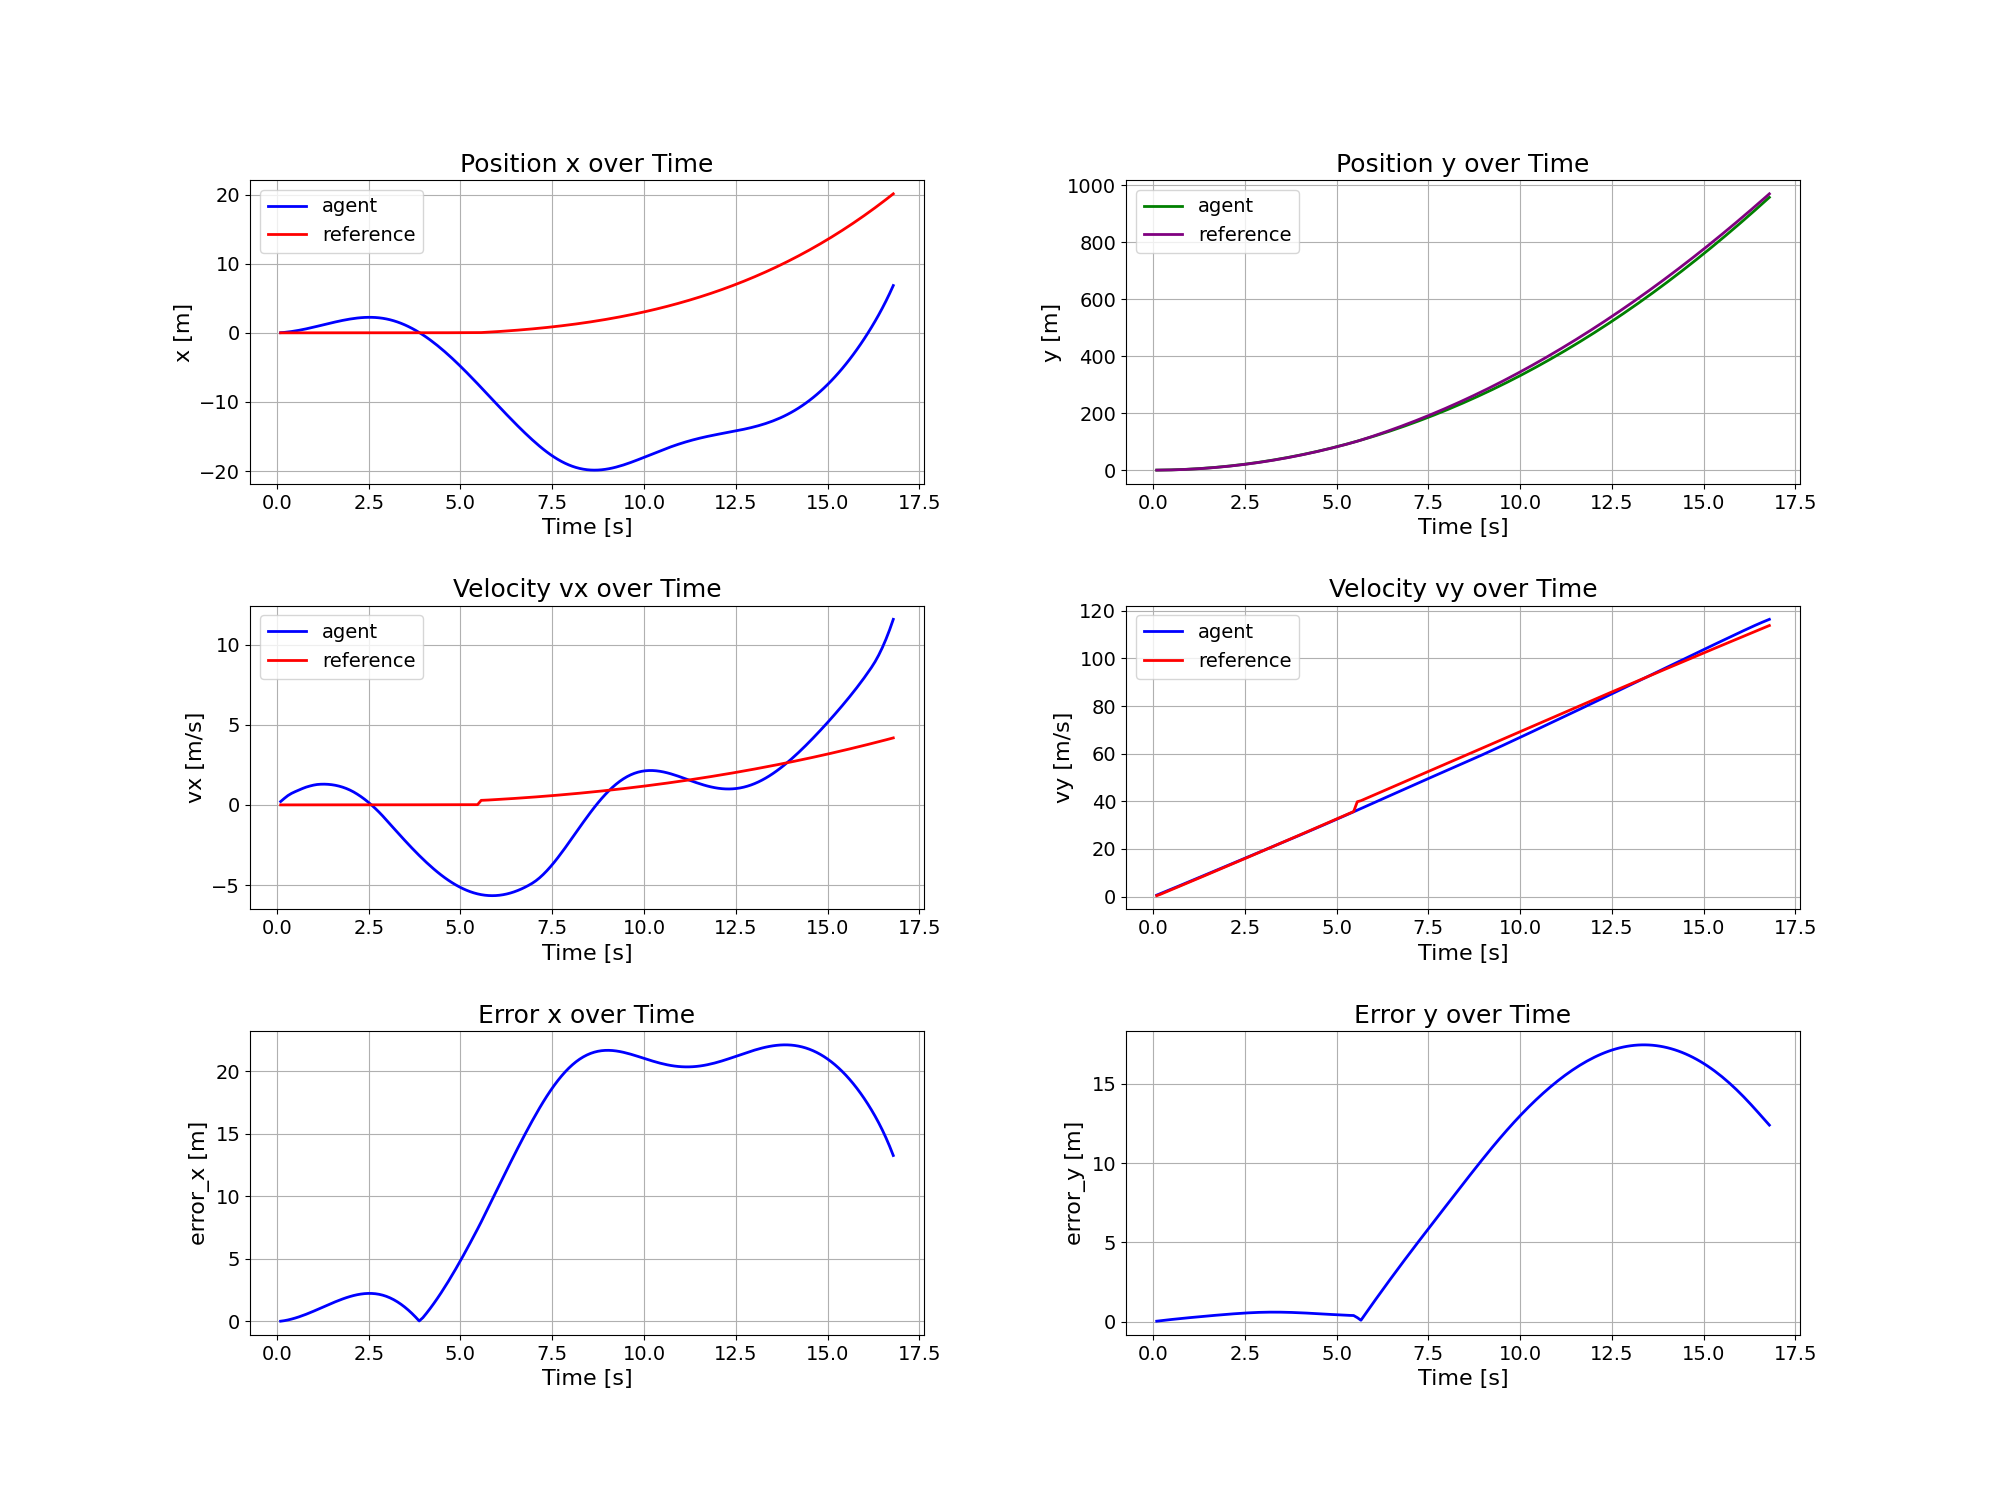 Position x over Time
x [m]
20
10
0
−10
−20
agent
reference
0.0 2.5 5.0 7.5 10.0 12.5 15.0 17.5
Time [s]
Position y over Time
y [m]
1000
800
600
400
200
0
agent
reference
0.0 2.5 5.0 7.5 10.0 12.5 15.0 17.5
Time [s]
Velocity vx over Time
vx [m/s]
10
5
0
−5
agent
reference
0.0 2.5 5.0 7.5 10.0 12.5 15.0 17.5
Time [s]
Velocity vy over Time
vy [m/s]
120
100
80
60
40
20
0
agent
reference
0.0 2.5 5.0 7.5 10.0 12.5 15.0 17.5
Time [s]
Error x over Time
error_x [m]
20
15
10
5
0
0.0 2.5 5.0 7.5 10.0 12.5 15.0 17.5
Time [s]
Error y over Time
error_y [m]
15
10
5
0
0.0 2.5 5.0 7.5 10.0 12.5 15.0 17.5
Time [s]